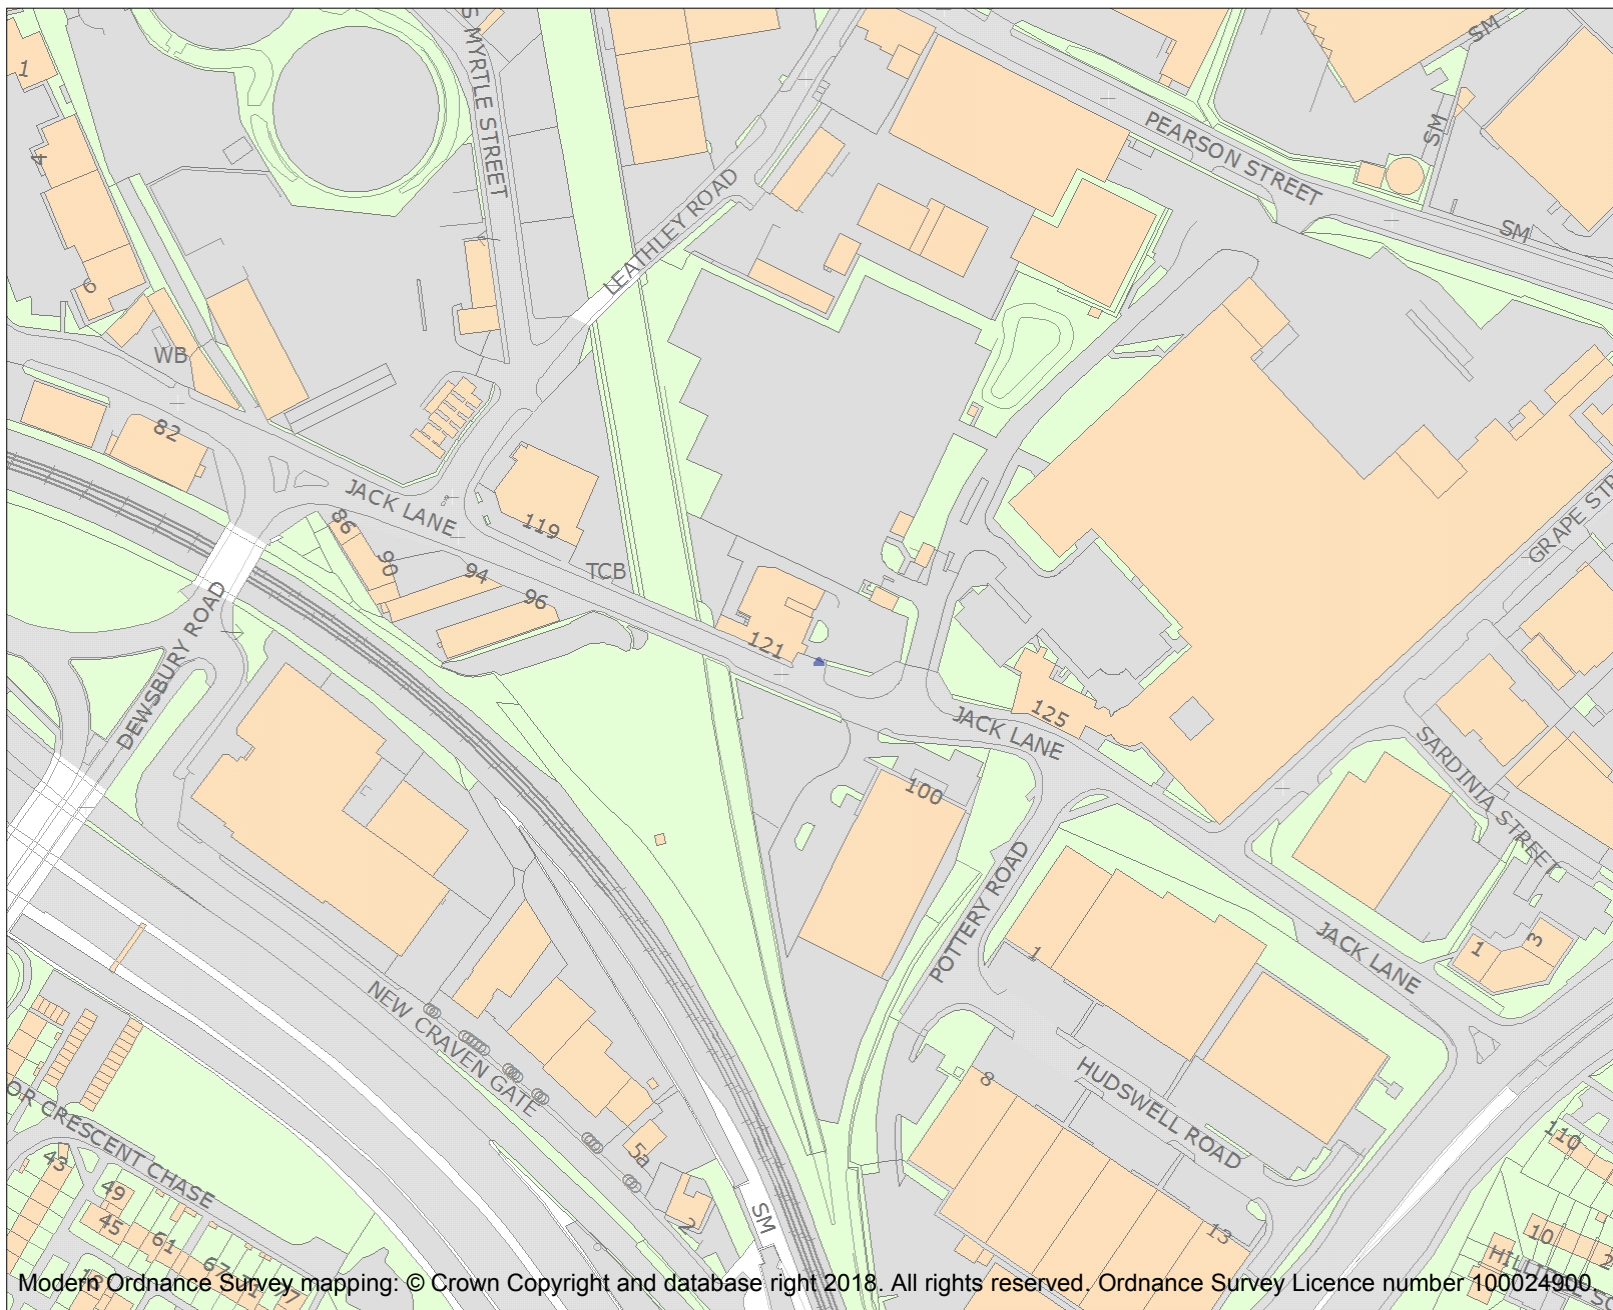 SM
S MYRTLE STREET
1
SM
PEARSON STREET
4
LEATHLEY ROAD
SM
6
WB
82
JACK LANE
86
119
90
94
TCB
96
121
GRAPE STR
DEWSBURY ROAD
125
JACK LANE
SARDINIA STREET
100
POTTERY ROAD
1
JACK LANE
1
3
NEW CRAVEN GATE
8
HUDSWELL ROAD
OR CRESCENT CHASE
43
49
45
61
67
5a
2
SM
13
110
10
2
Modern Ordnance Survey mapping: © Crown Copyright and database right 2018. All rights reserved. Ordnance Survey Licence number 100024900.